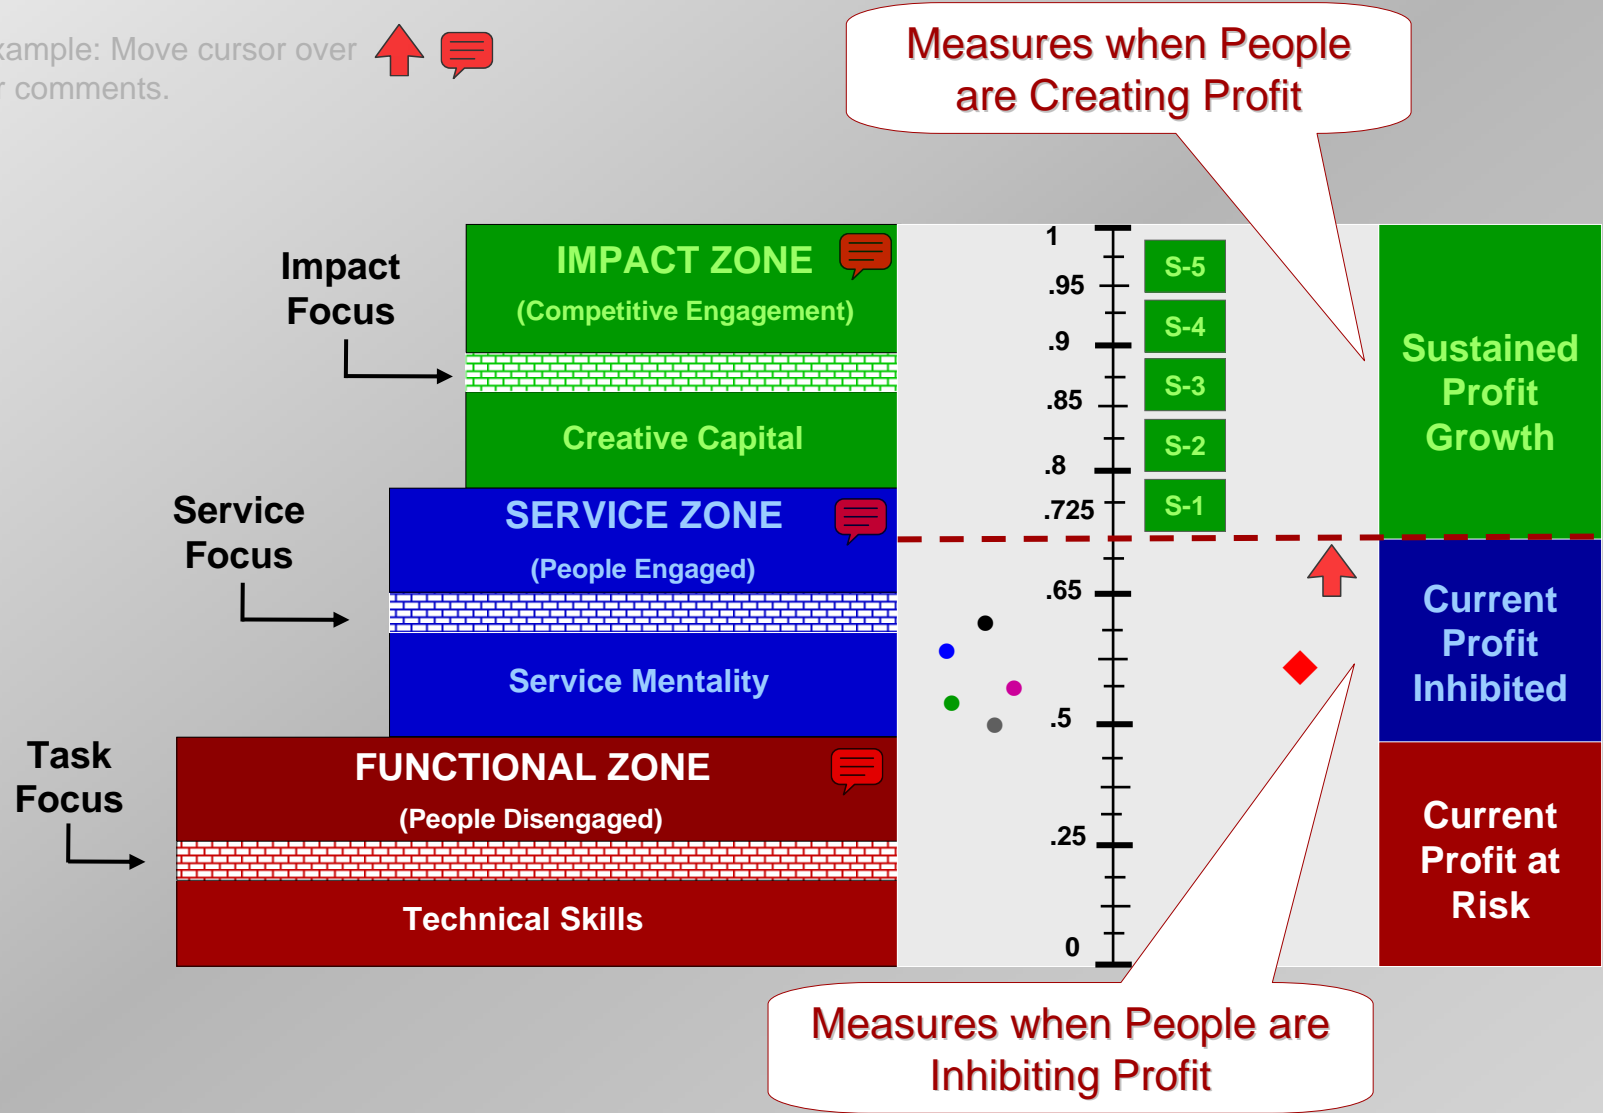 xample: Move cursor over
r comments.
Measures when People
are Creating Profit
Impact
Focus
IMPACT ZONE
(Competitive Engagement)
Creative Capital
Service
Focus
SERVICE ZONE
(People Engaged)
Service Mentality
Task
Focus
FUNCTIONAL ZONE
(People Disengaged)
Technical Skills
1
.95
.9
.85
.8
.725
.65
.5
.25
0
S-5
S-4
S-3
S-2
S-1
Sustained
Profit
Growth
Current
Profit
Inhibited
Current
Profit at
Risk
Measures when People are
Inhibiting Profit